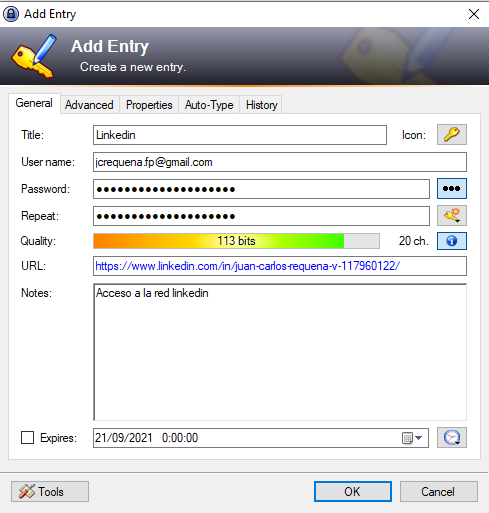 Add Entry
Add Entry
Create a new entry.
General Advanced Properties Auto-Type History
Title: Linkedin Icon:
User name: jcrequena.fp@gmail.com
Password: ●●●●●●●●●●●●●●●●●●●●
Repeat: ●●●●●●●●●●●●●●●●●●●●
Quality: 113 bits 20 ch.
URL: https://www.linkedin.com/in/juan-carlos-requena-v-117960122/
Notes: Acceso a la red linkedin
Expires: 21/09/2021 0:00:00
Tools OK Cancel